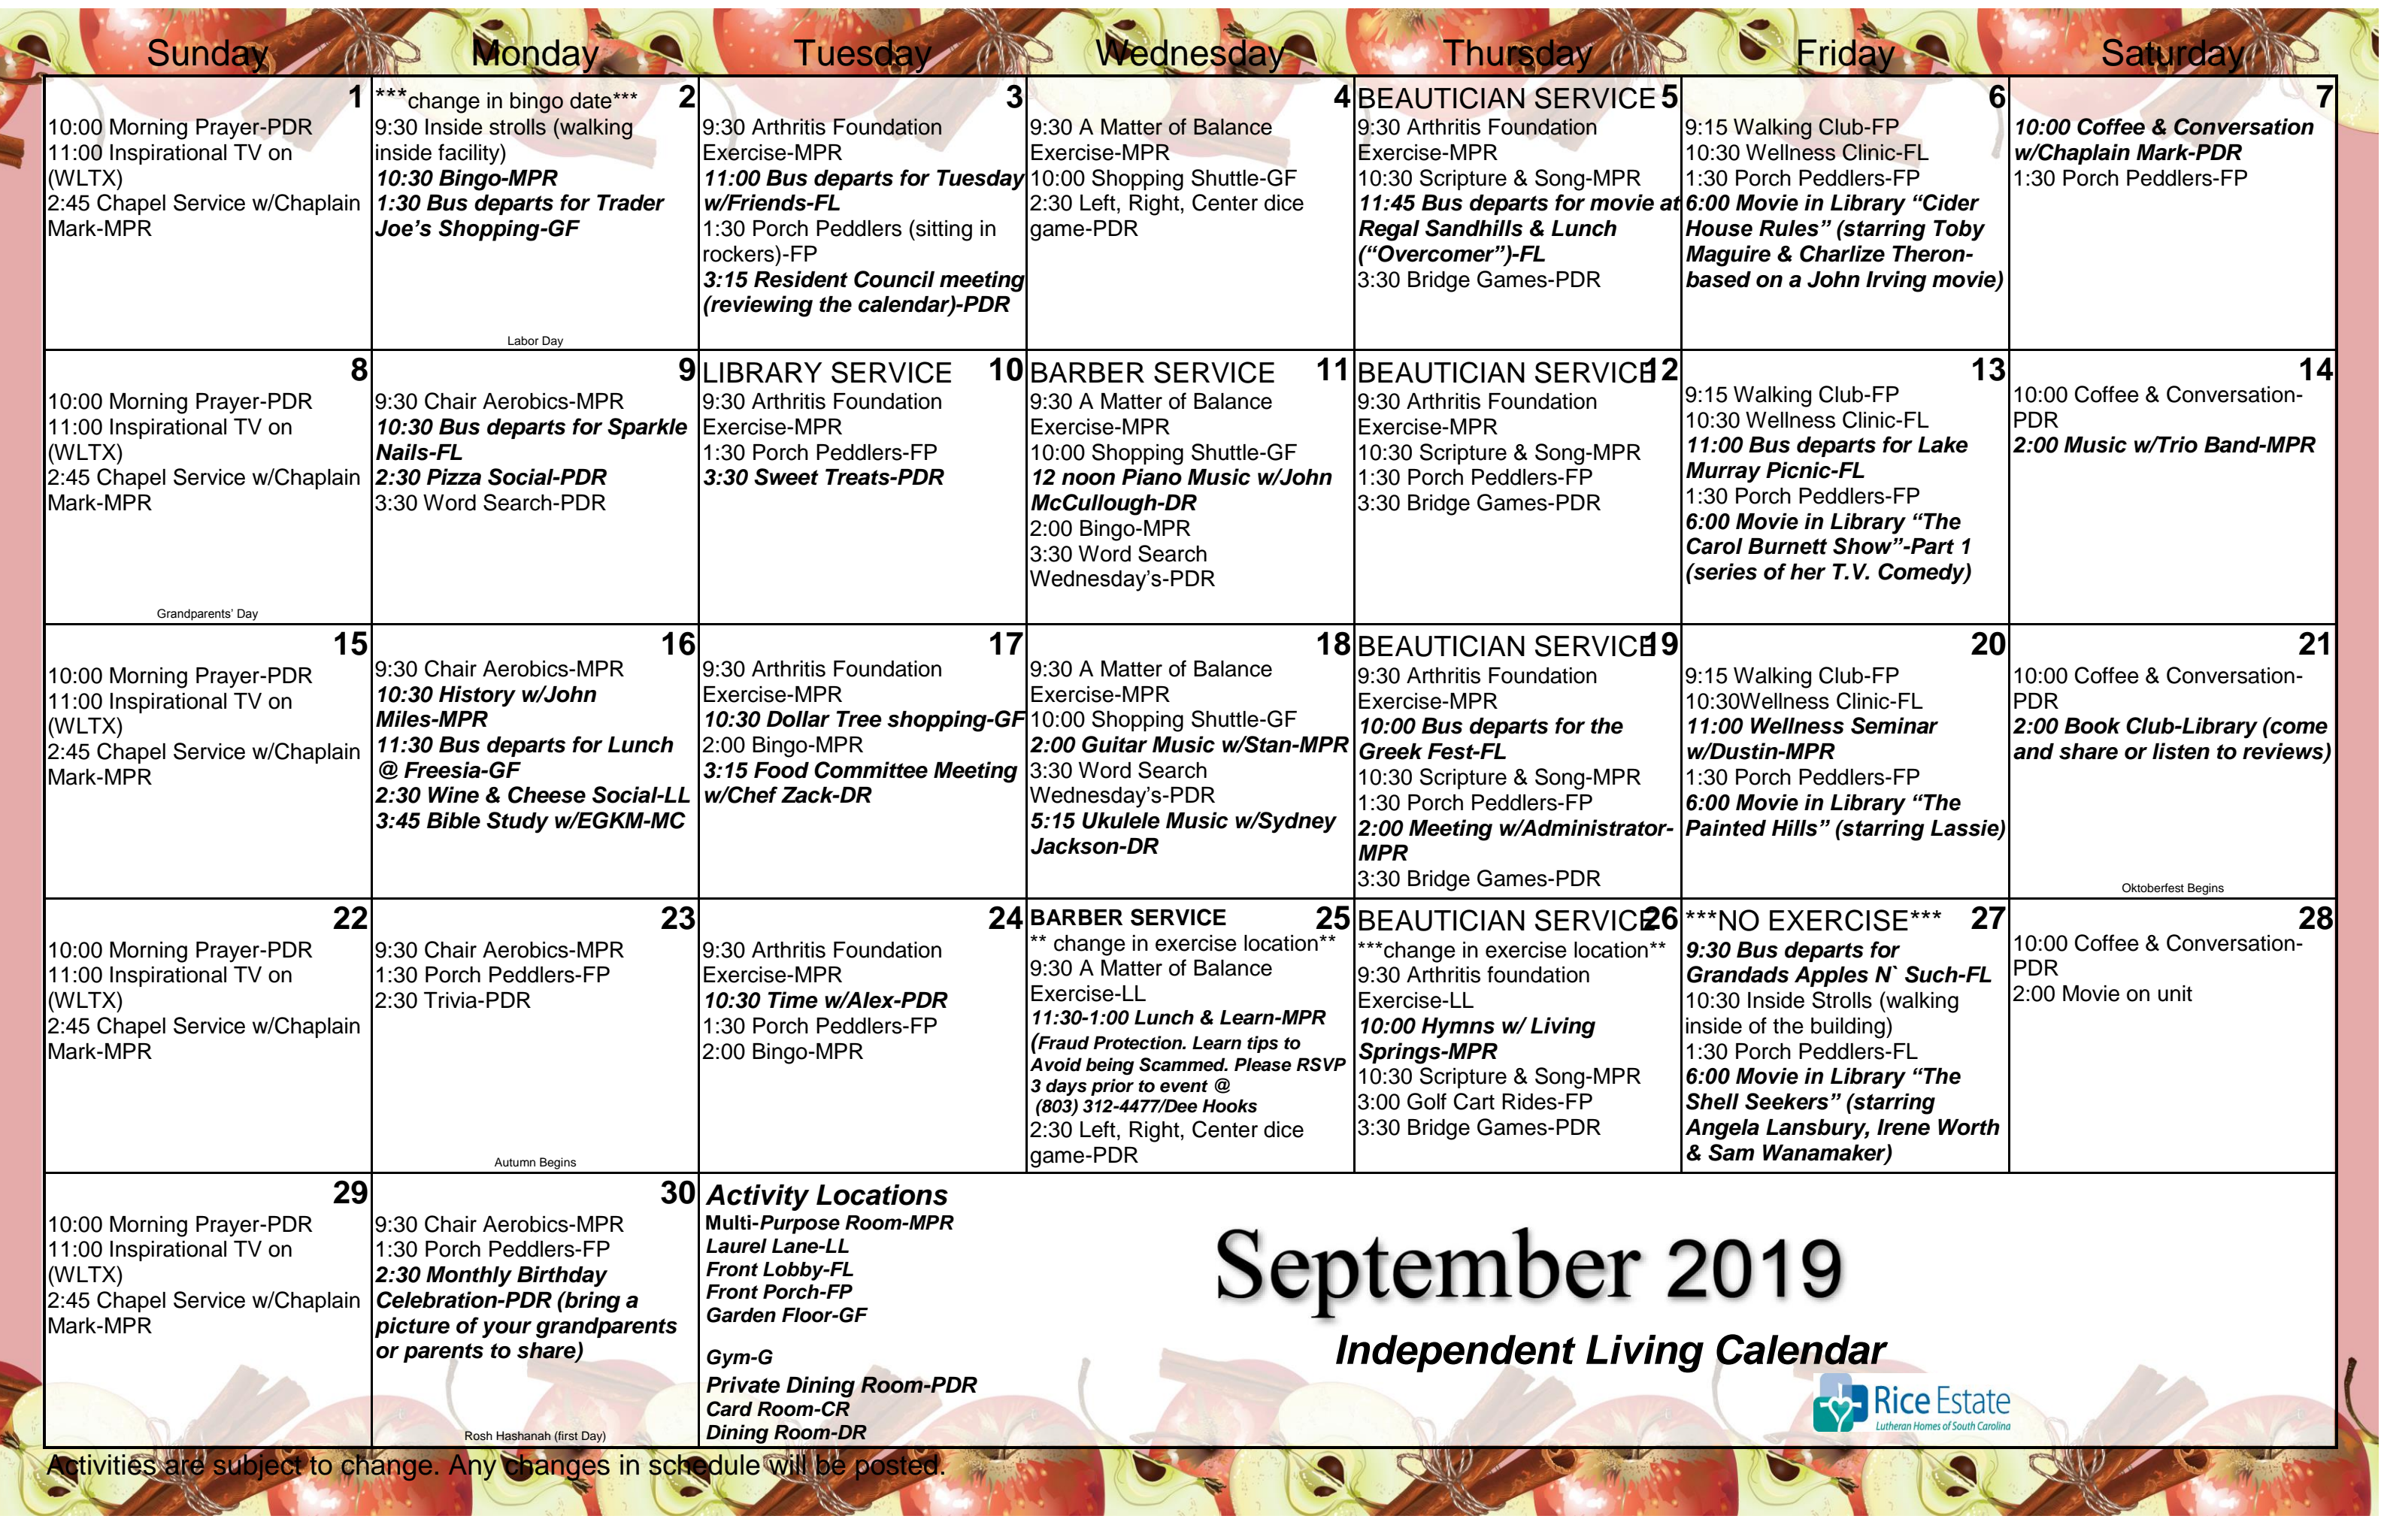 Sunday Monday Tuesday Wednesday Thursday Friday Saturday
1
10:00 Morning Prayer-PDR
11:00 Inspirational TV on
(WLTX)
2:45 Chapel Service w/Chaplain
Mark-MPR
***change in bingo date*** 2
9:30 Inside strolls (walking
inside facility)
10:30 Bingo-MPR
1:30 Bus departs for Trader
Joe's Shopping-GF
Labor Day
3
9:30 Arthritis Foundation
Exercise-MPR
11:00 Bus departs for Tuesday
w/Friends-FL
1:30 Porch Peddlers (sitting in
rockers)-FP
3:15 Resident Council meeting
(reviewing the calendar)-PDR
4
9:30 A Matter of Balance
Exercise-MPR
10:00 Shopping Shuttle-GF
2:30 Left, Right, Center dice
game-PDR
BEAUTICIAN SERVICE 5
9:30 Arthritis Foundation
Exercise-MPR
10:30 Scripture & Song-MPR
11:45 Bus departs for movie at
Regal Sandhills & Lunch
(“Overcomer”)-FL
3:30 Bridge Games-PDR
6
9:15 Walking Club-FP
10:30 Wellness Clinic-FL
1:30 Porch Peddlers-FP
6:00 Movie in Library “Cider
House Rules” (starring Toby
Maguire & Charlize Theron-
based on a John Irving movie)
7
10:00 Coffee & Conversation
w/Chaplain Mark-PDR
1:30 Porch Peddlers-FP
8
10:00 Morning Prayer-PDR
11:00 Inspirational TV on
(WLTX)
2:45 Chapel Service w/Chaplain
Mark-MPR
Grandparents' Day
9
9:30 Chair Aerobics-MPR
10:30 Bus departs for Sparkle
Nails-FL
2:30 Pizza Social-PDR
3:30 Word Search-PDR
LIBRARY SERVICE 10
9:30 Arthritis Foundation
Exercise-MPR
1:30 Porch Peddlers-FP
3:30 Sweet Treats-PDR
BARBER SERVICE 11
9:30 A Matter of Balance
Exercise-MPR
10:00 Shopping Shuttle-GF
12 noon Piano Music w/John
McCullough-DR
2:00 Bingo-MPR
3:30 Word Search
Wednesday's-PDR
BEAUTICIAN SERVICE 12
9:30 Arthritis Foundation
Exercise-MPR
10:30 Scripture & Song-MPR
1:30 Porch Peddlers-FP
3:30 Bridge Games-PDR
13
9:15 Walking Club-FP
10:30 Wellness Clinic-FL
11:00 Bus departs for Lake
Murray Picnic-FL
1:30 Porch Peddlers-FP
6:00 Movie in Library “The
Carol Burnett Show”-Part 1
(series of her T.V. Comedy)
14
10:00 Coffee & Conversation-
PDR
2:00 Music w/Trio Band-MPR
15
10:00 Morning Prayer-PDR
11:00 Inspirational TV on
(WLTX)
2:45 Chapel Service w/Chaplain
Mark-MPR
16
9:30 Chair Aerobics-MPR
10:30 History w/John
Miles-MPR
11:30 Bus departs for Lunch
@ Freesia-GF
2:30 Wine & Cheese Social-LL
3:45 Bible Study w/EGKM-MC
17
9:30 Arthritis Foundation
Exercise-MPR
10:30 Dollar Tree shopping-GF
2:00 Bingo-MPR
3:15 Food Committee Meeting
w/Chef Zack-DR
18
9:30 A Matter of Balance
Exercise-MPR
10:00 Shopping Shuttle-GF
2:00 Guitar Music w/Stan-MPR
3:30 Word Search
Wednesday's-PDR
5:15 Ukulele Music w/Sydney
Jackson-DR
BEAUTICIAN SERVICE 19
9:30 Arthritis Foundation
Exercise-MPR
10:00 Bus departs for the
Greek Fest-FL
10:30 Scripture & Song-MPR
1:30 Porch Peddlers-FP
2:00 Meeting w/Administrator-
MPR
3:30 Bridge Games-PDR
20
9:15 Walking Club-FP
10:30Wellness Clinic-FL
11:00 Wellness Seminar
w/Dustin-MPR
1:30 Porch Peddlers-FP
6:00 Movie in Library “The
Painted Hills” (starring Lassie)
21
10:00 Coffee & Conversation-
PDR
2:00 Book Club-Library (come
and share or listen to reviews)
Oktoberfest Begins
22
10:00 Morning Prayer-PDR
11:00 Inspirational TV on
(WLTX)
2:45 Chapel Service w/Chaplain
Mark-MPR
23
9:30 Chair Aerobics-MPR
1:30 Porch Peddlers-FP
2:30 Trivia-PDR
Autumn Begins
24
9:30 Arthritis Foundation
Exercise-MPR
10:30 Time w/Alex-PDR
1:30 Porch Peddlers-FP
2:00 Bingo-MPR
BARBER SERVICE 25
** change in exercise location**
9:30 A Matter of Balance
Exercise-LL
11:30-1:00 Lunch & Learn-MPR
(Fraud Protection. Learn tips to
Avoid being Scammed. Please RSVP
3 days prior to event @
(803) 312-4477/Dee Hooks
2:30 Left, Right, Center dice
game-PDR
BEAUTICIAN SERVICE 26
***change in exercise location**
9:30 Arthritis foundation
Exercise-LL
10:00 Hymns w/ Living
Springs-MPR
10:30 Scripture & Song-MPR
3:00 Golf Cart Rides-FP
3:30 Bridge Games-PDR
***NO EXERCISE*** 27
9:30 Bus departs for
Grandads Apples N` Such-FL
10:30 Inside Strolls (walking
inside of the building)
1:30 Porch Peddlers-FL
6:00 Movie in Library “The
Shell Seekers” (starring
Angela Lansbury, Irene Worth
& Sam Wanamaker)
28
10:00 Coffee & Conversation-
PDR
2:00 Movie on unit
29
10:00 Morning Prayer-PDR
11:00 Inspirational TV on
(WLTX)
2:45 Chapel Service w/Chaplain
Mark-MPR
30
9:30 Chair Aerobics-MPR
1:30 Porch Peddlers-FP
2:30 Monthly Birthday
Celebration-PDR (bring a
picture of your grandparents
or parents to share)
Rosh Hashanah (first Day)
Activity Locations
Multi-Purpose Room-MPR
Laurel Lane-LL
Front Lobby-FL
Front Porch-FP
Garden Floor-GF
Gym-G
Private Dining Room-PDR
Card Room-CR
Dining Room-DR
September 2019
Independent Living Calendar
Rice Estate
Lutheran Homes of South Carolina
Activities are subject to change. Any changes in schedule will be posted.